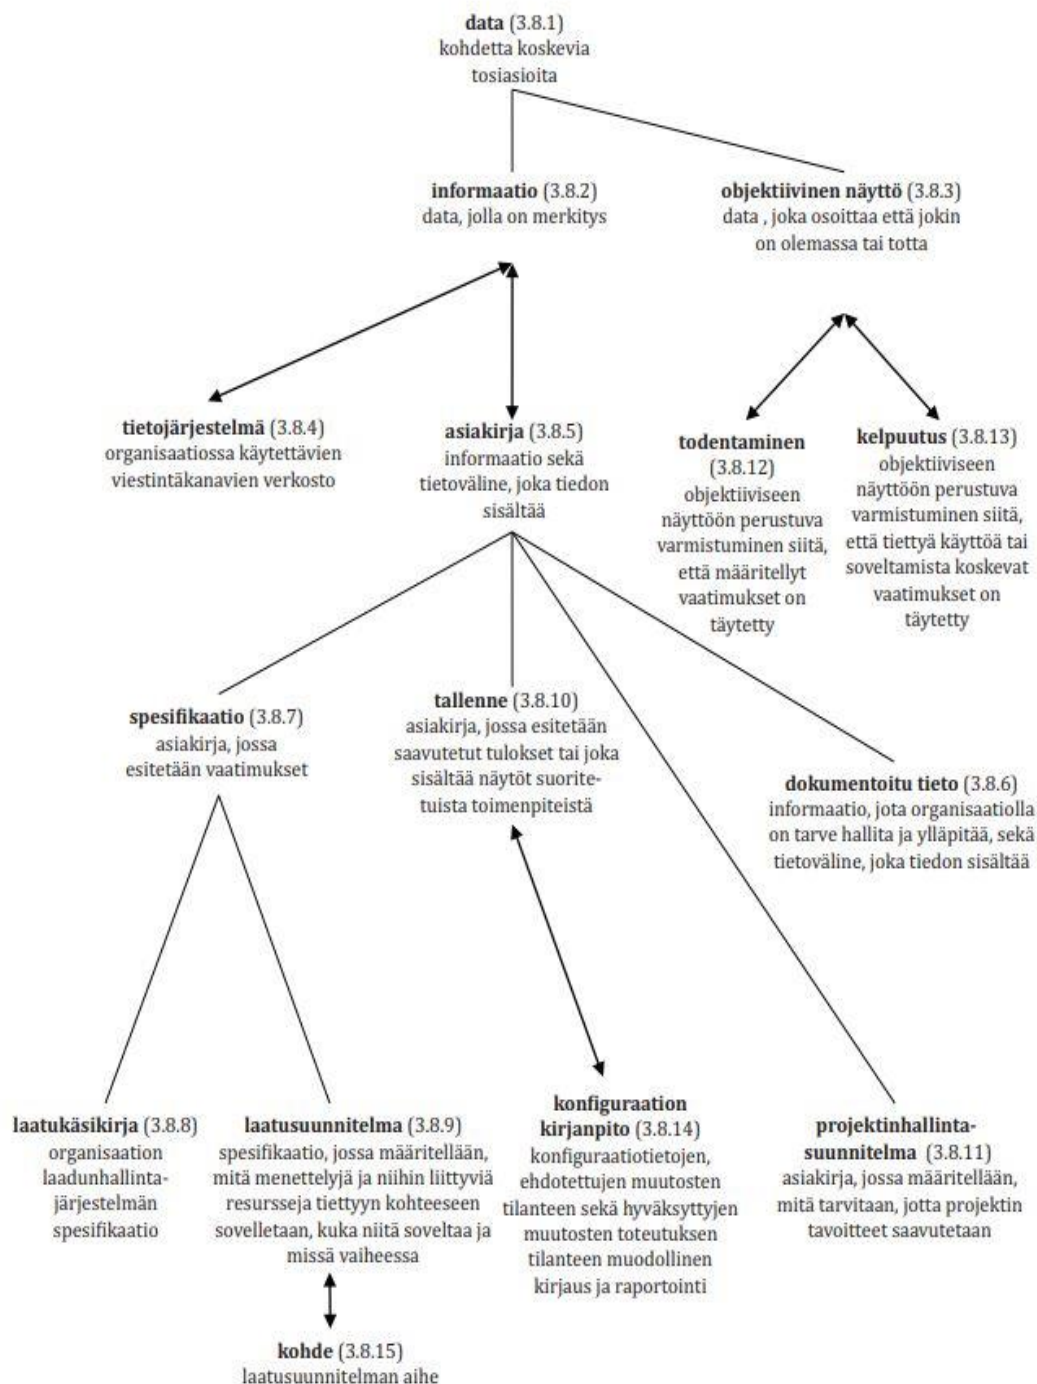 data (3.8.1)
kohdetta koskevia
tosiasioita
informaatio (3.8.2)
data, jolla on merkitys
objektiivinen näyttö (3.8.3)
data , joka osoittaa että jokin
on olemassa tai totta
tietojärjestelmä (3.8.4)
organisaatiossa käytettävien
viestintäkanavien verkosto
asiakirja (3.8.5)
informaatio sekä
tietoväline, joka tiedon
sisältää
todentaminen
(3.8.12)
objektiiviseen
näyttöön perustuva
varmistuminen siitä,
että määritellyt
vaatimukset on
täytetty
kelpuutus (3.8.13)
objektiiviseen
näyttöön perustuva
varmistuminen siitä,
että tiettyä käyttöä tai
soveltamista koskevat
vaatimukset on
täytetty
spesifikaatio (3.8.7)
asiakirja, jossa
esitetään vaatimukset
tallenne (3.8.10)
asiakirja, jossa esitetään
saavutetut tulokset tai joka
sisältää näytöt suorite-
tuista toimenpiteistä
dokumentoitu tieto (3.8.6)
informaatio, jota organisaatiolla
on tarve hallita ja ylläpitää, sekä
tietoväline, joka tiedon sisältää
laatukäsikirja (3.8.8)
organisaation
laadunhallinta-
järjestelmän
spesifikaatio
laatusuunnitelma (3.8.9)
spesifikaatio, jossa määritellään,
mitä menettelyjä ja niihin liittyviä
resursseja tiettyyn kohteeseen
sovelletaan, kuka niitä soveltaa ja
missä vaiheessa
konfiguraation
kirjanpito (3.8.14)
konfiguraatiotietojen,
ehdotettujen muutosten
tilanteen sekä hyväksyttyjen
muutosten toteutuksen
tilanteen muodollinen
kirjaus ja raportointi
projektinhallinta-
suunnitelma (3.8.11)
asiakirja, jossa määritellään,
mitä tarvitaan, jotta projektin
tavoitteet saavutetaan
kohde (3.8.15)
laatusuunnitelman aihe